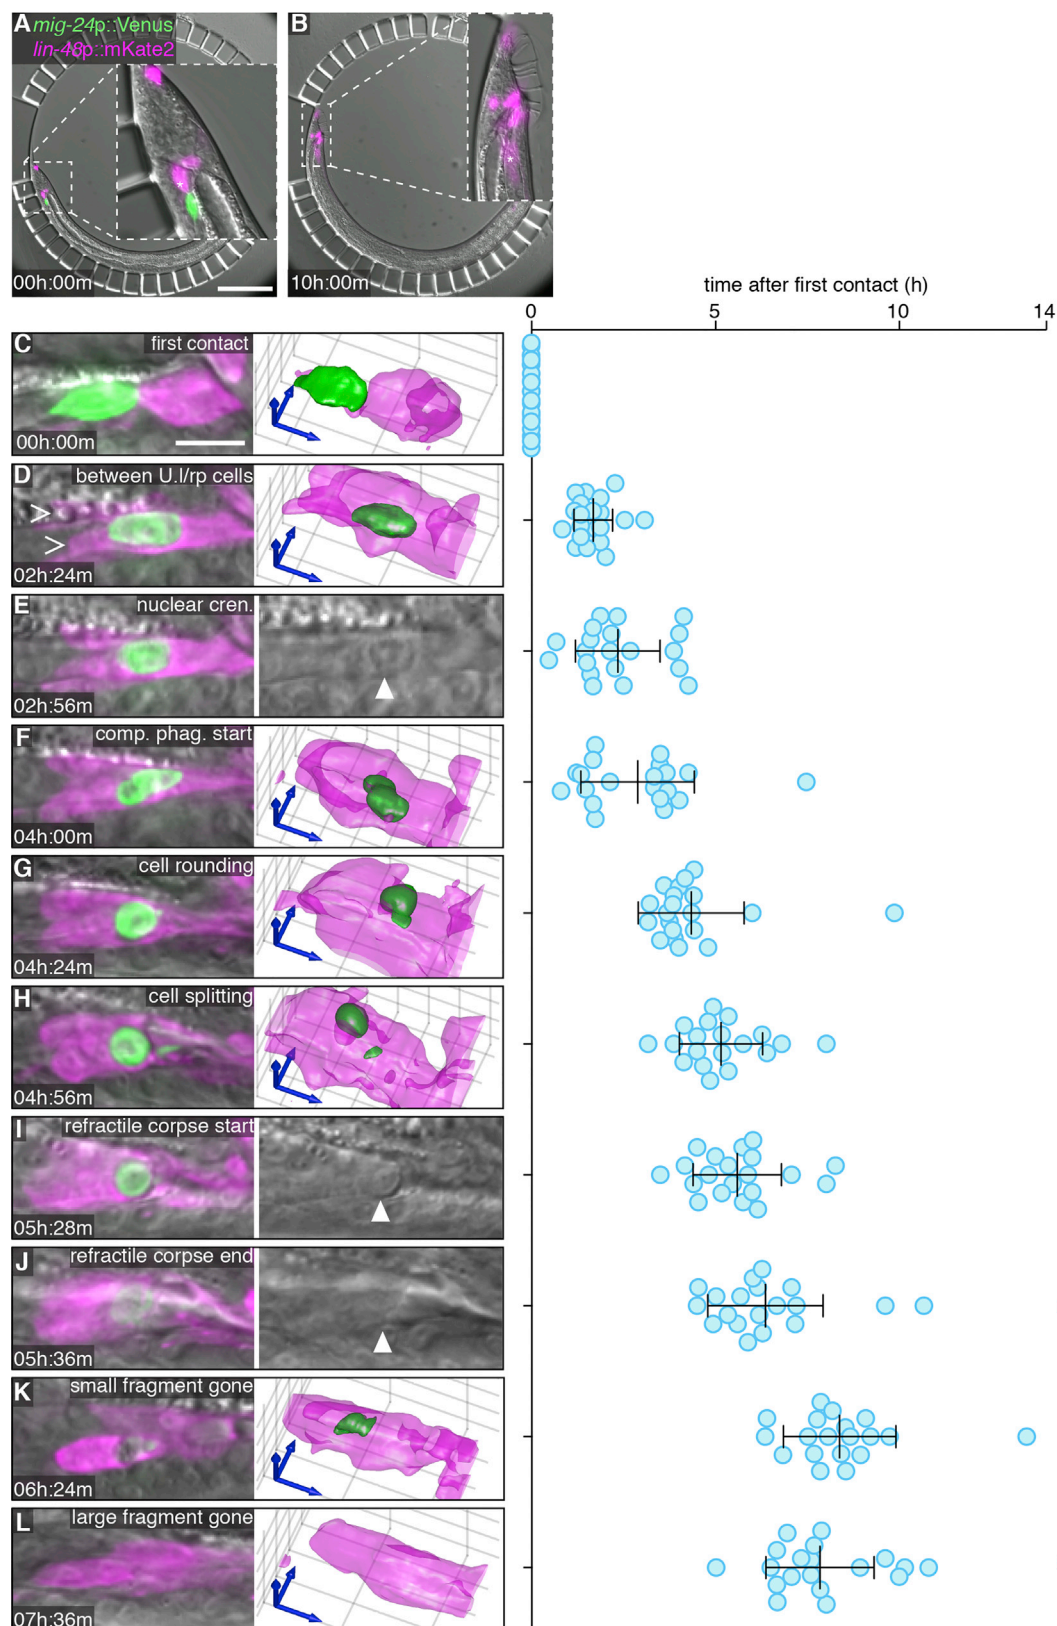 A mig-24p::Venus
lin-48p::mKate2
00h:00m
B
10h:00m
time after first contact (h)
0 5 10 14
C first contact
00h:00m
D between U.l/rp cells
02h:24m
E nuclear cren.
02h:56m
F comp. phag. start
04h:00m
G cell rounding
04h:24m
H cell splitting
04h:56m
I refractile corpse start
05h:28m
J refractile corpse end
05h:36m
K small fragment gone
06h:24m
L large fragment gone
07h:36m